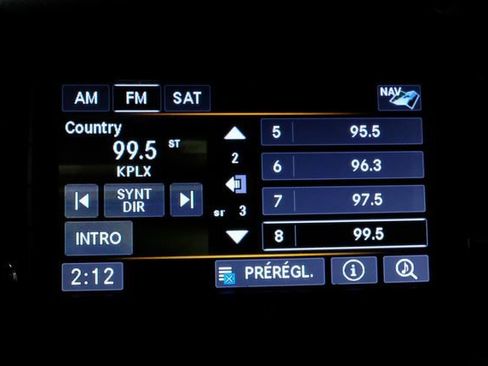 AM FM SAT NAV
Country
99.5 ST
KPLX
SYNT
DIR
INTRO
2:12
2
sr 3
5 95.5
6 96.3
7 97.5
8 99.5
PRÉRÉGL.